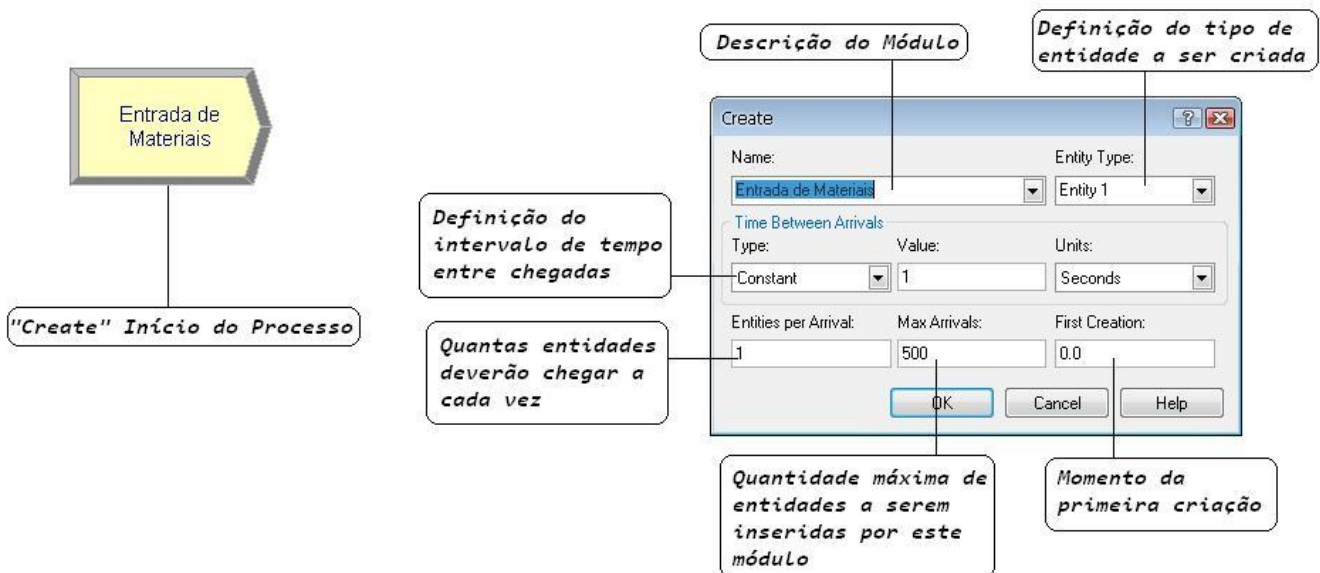 Descrição do Módulo
Definição do tipo de
entidade a ser criada
Entrada de
Materiais
"Create" Início do Processo
Definição do
intervalo de tempo
entre chegadas
Quantas entidades
deverão chegar a
cada vez
Create
Name:
Entity Type:
Entrada de Materiais
Entity 1
Time Between Arrivals
Type:
Value:
Units:
Constant
1
Seconds
Entities per Arrival:
Max Arrivals:
First Creation:
1
500
0.0
OK
Cancel
Help
Quantidade máxima de
entidades a serem
inseridas por este
módulo
Momento da
primeira criação